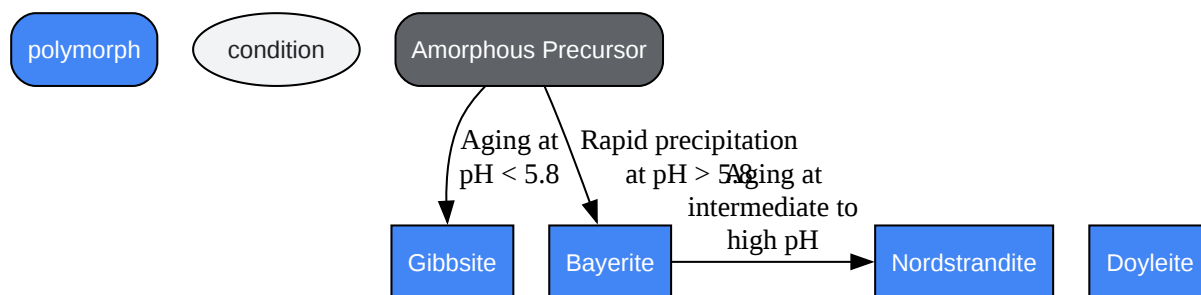 polymorph
condition
Amorphous Precursor
Aging at
pH < 5.8
Rapid precipitation
at pH > 5.8
Aging at
intermediate to
high pH
Gibbsite
Bayerite
Nordstrandite
Doyleite